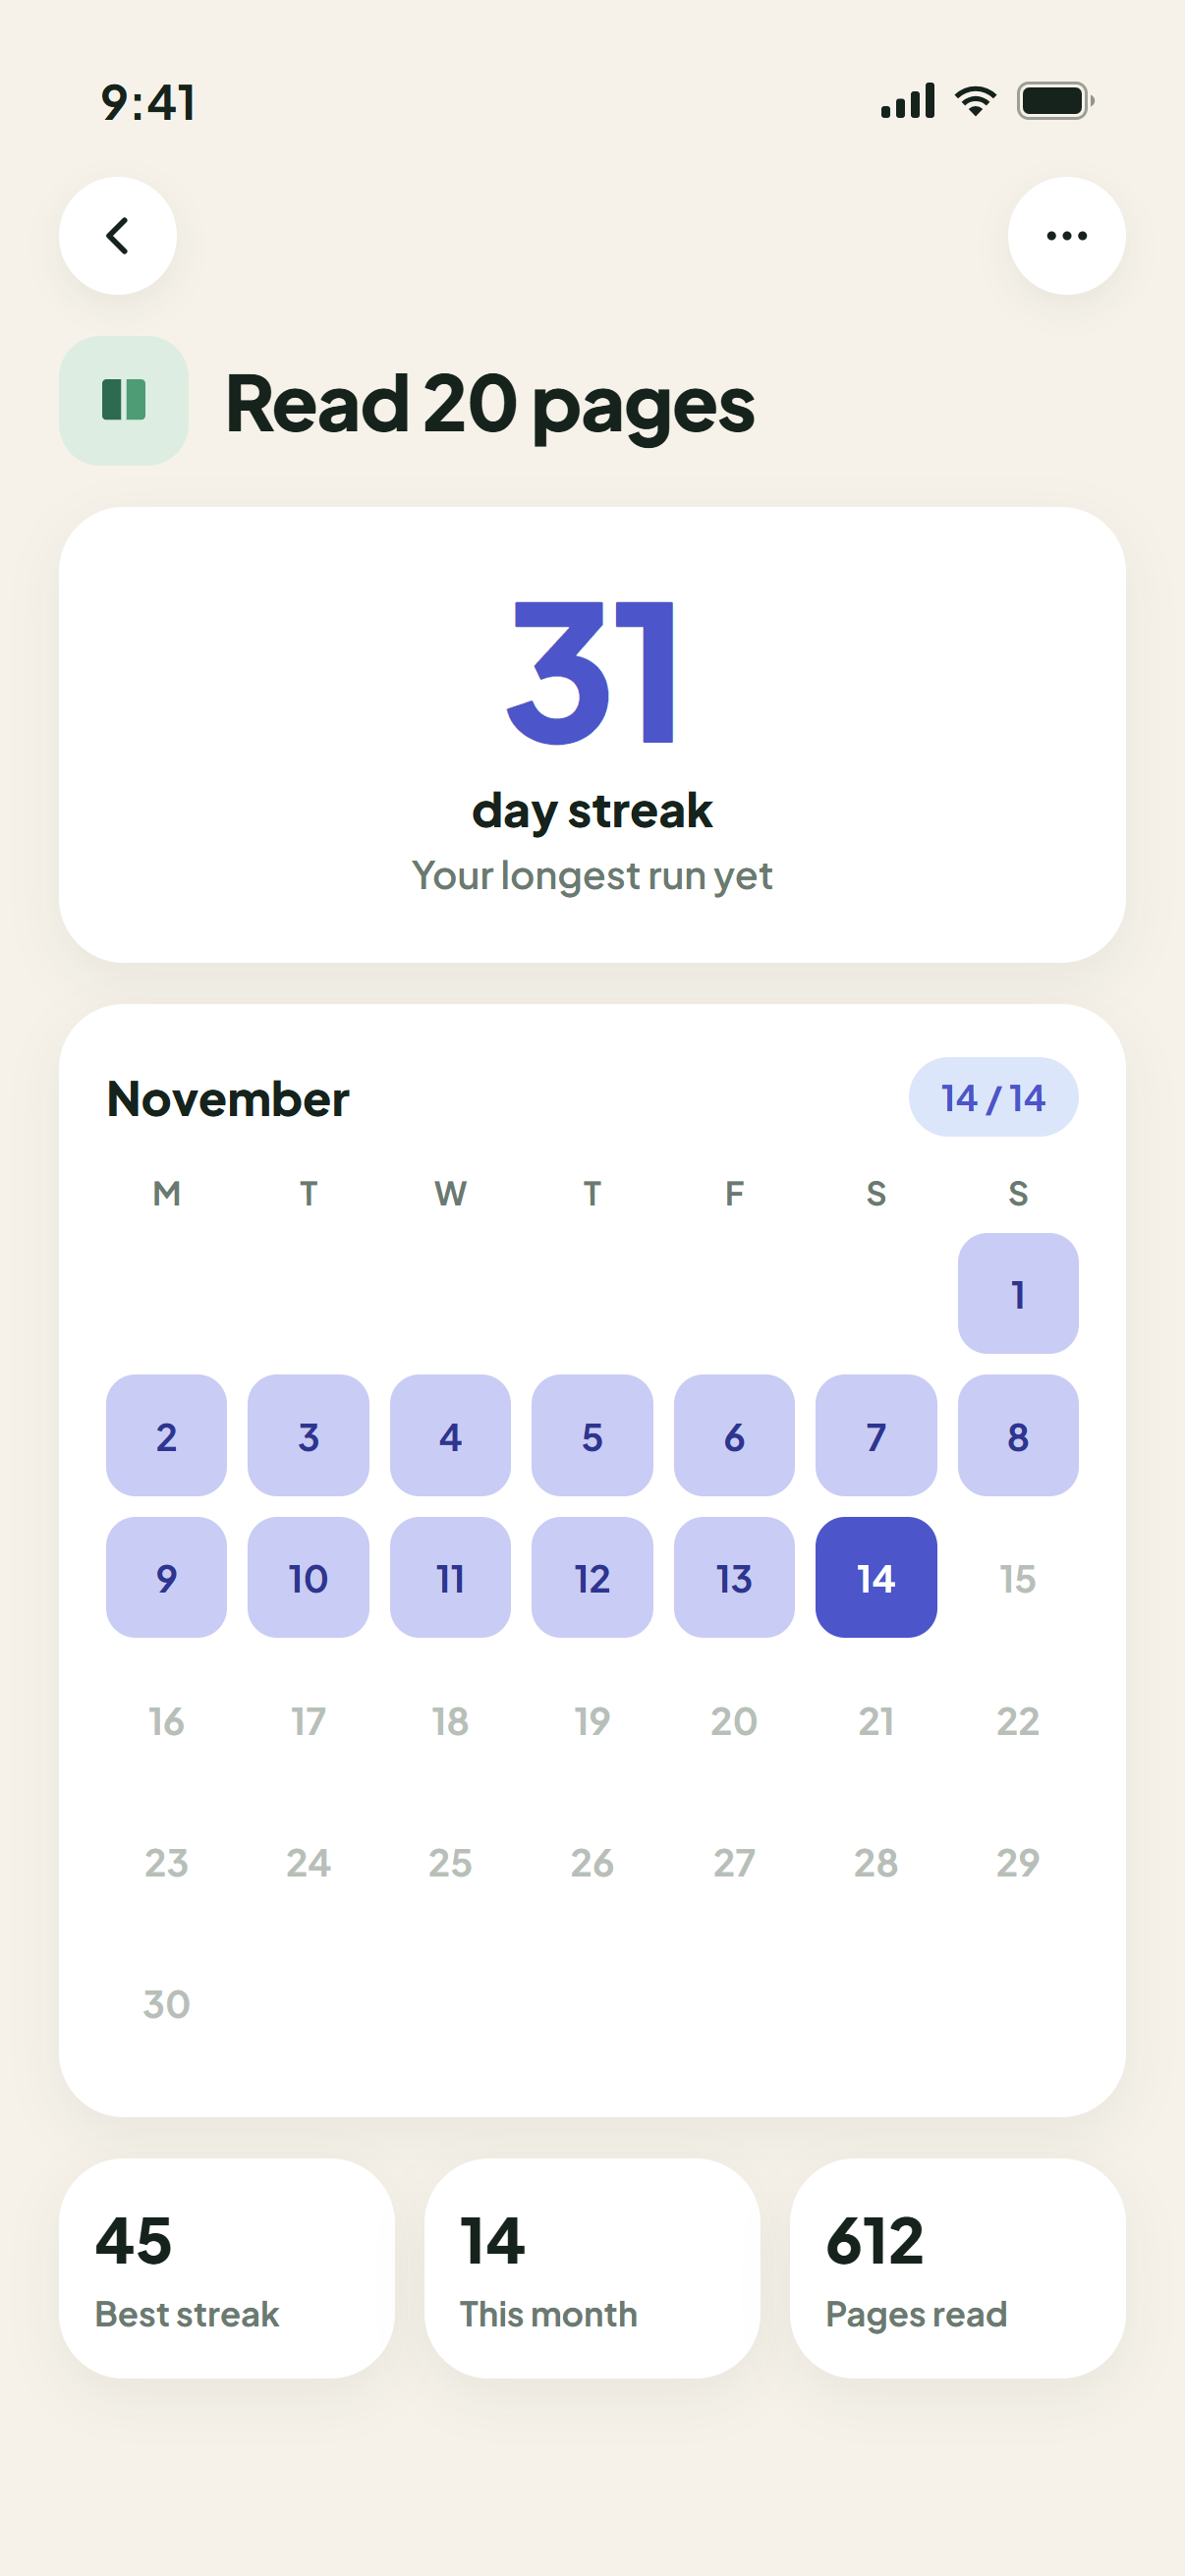 9:41
Read 20 pages
31
day streak
Your longest run yet
November 14 / 14
M T W T F S S
1
2 3 4 5 6 7 8
9 10 11 12 13 14 15
16 17 18 19 20 21 22
23 24 25 26 27 28 29
30
45 14 612
Best streak This month Pages read